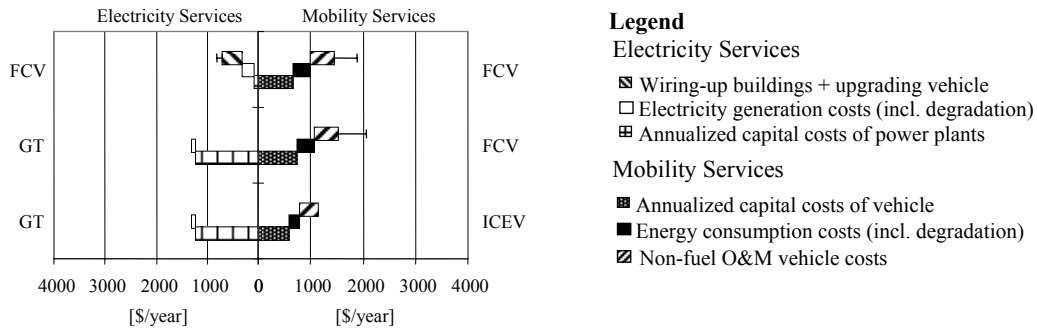 Electricity Services Mobility Services
FCV FCV
GT FCV
GT ICEV
4000 3000 2000 1000 0 1000 2000 3000 4000
[$/year] [$/year]
Legend
Electricity Services
Wiring-up buildings + upgrading vehicle
Electricity generation costs (incl. degradation)
Annualized capital costs of power plants
Mobility Services
Annualized capital costs of vehicle
Energy consumption costs (incl. degradation)
Non-fuel O&M vehicle costs